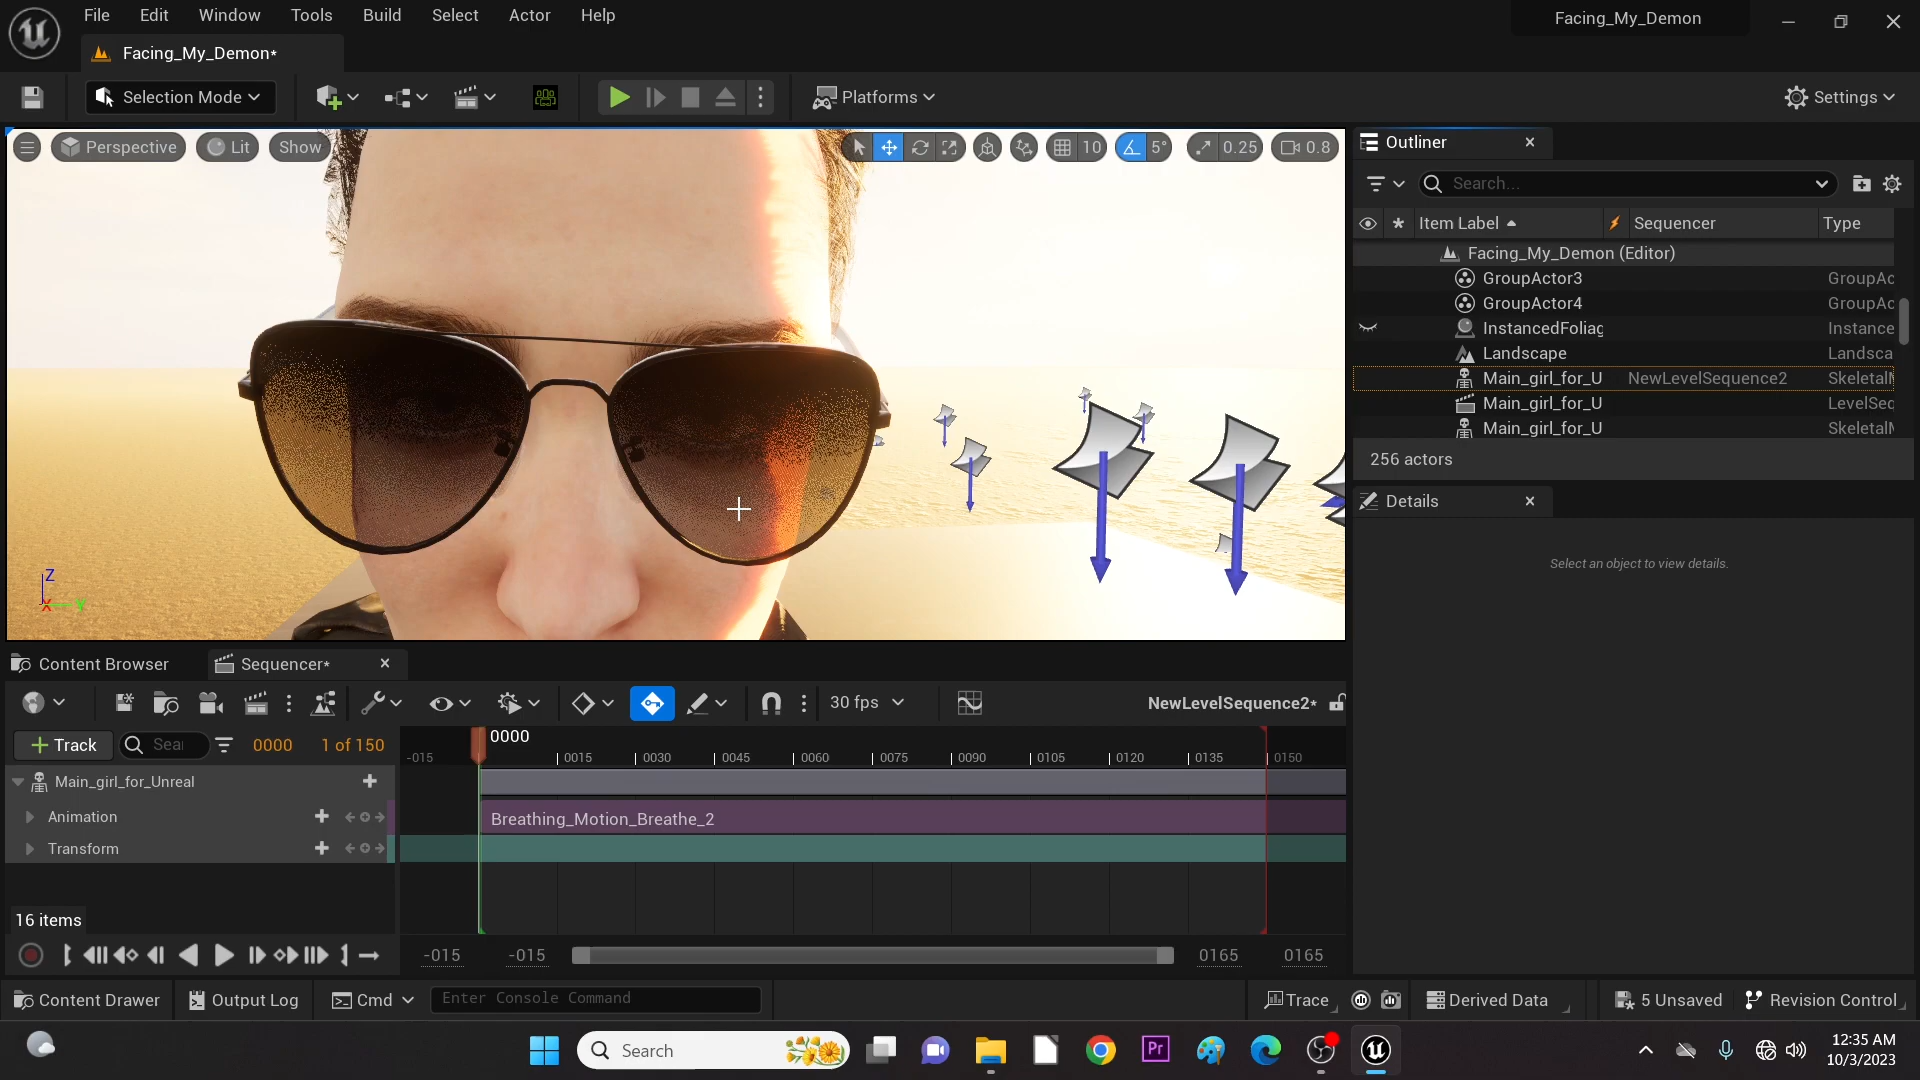 File Edit Window Tools Build Select Actor Help
Facing_My_Demon
Facing_My_Demon*
Selection Mode
Platforms
Settings
Perspective Lit Show
10 5° 0.25 0.8
Outliner
Search...
Item Label Sequencer Type
Facing_My_Demon (Editor)
GroupActor3 GroupAc
GroupActor4 GroupAc
InstancedFoliag Instance
Landscape Landsca
Main_girl_for_U NewLevelSequence2 Skeletal
Main_girl_for_U LevelSeq
Main_girl_for_U Skeletal
256 actors
Details
Select an object to view details.
Z
X Y
Content Browser Sequencer*
30 fps NewLevelSequence2*
Track Sea 0000 1 of 150
0000
-015 0015 0030 0045 0060 0075 0090 0105 0120 0135 0150
Main_girl_for_Unreal
Animation Breathing_Motion_Breathe_2
Transform
16 items
-015 -015 0165 0165
Content Drawer Output Log Cmd Enter Console Command Trace Derived Data 5 Unsaved Revision Control
Search Pr
12:35 AM
10/3/2023